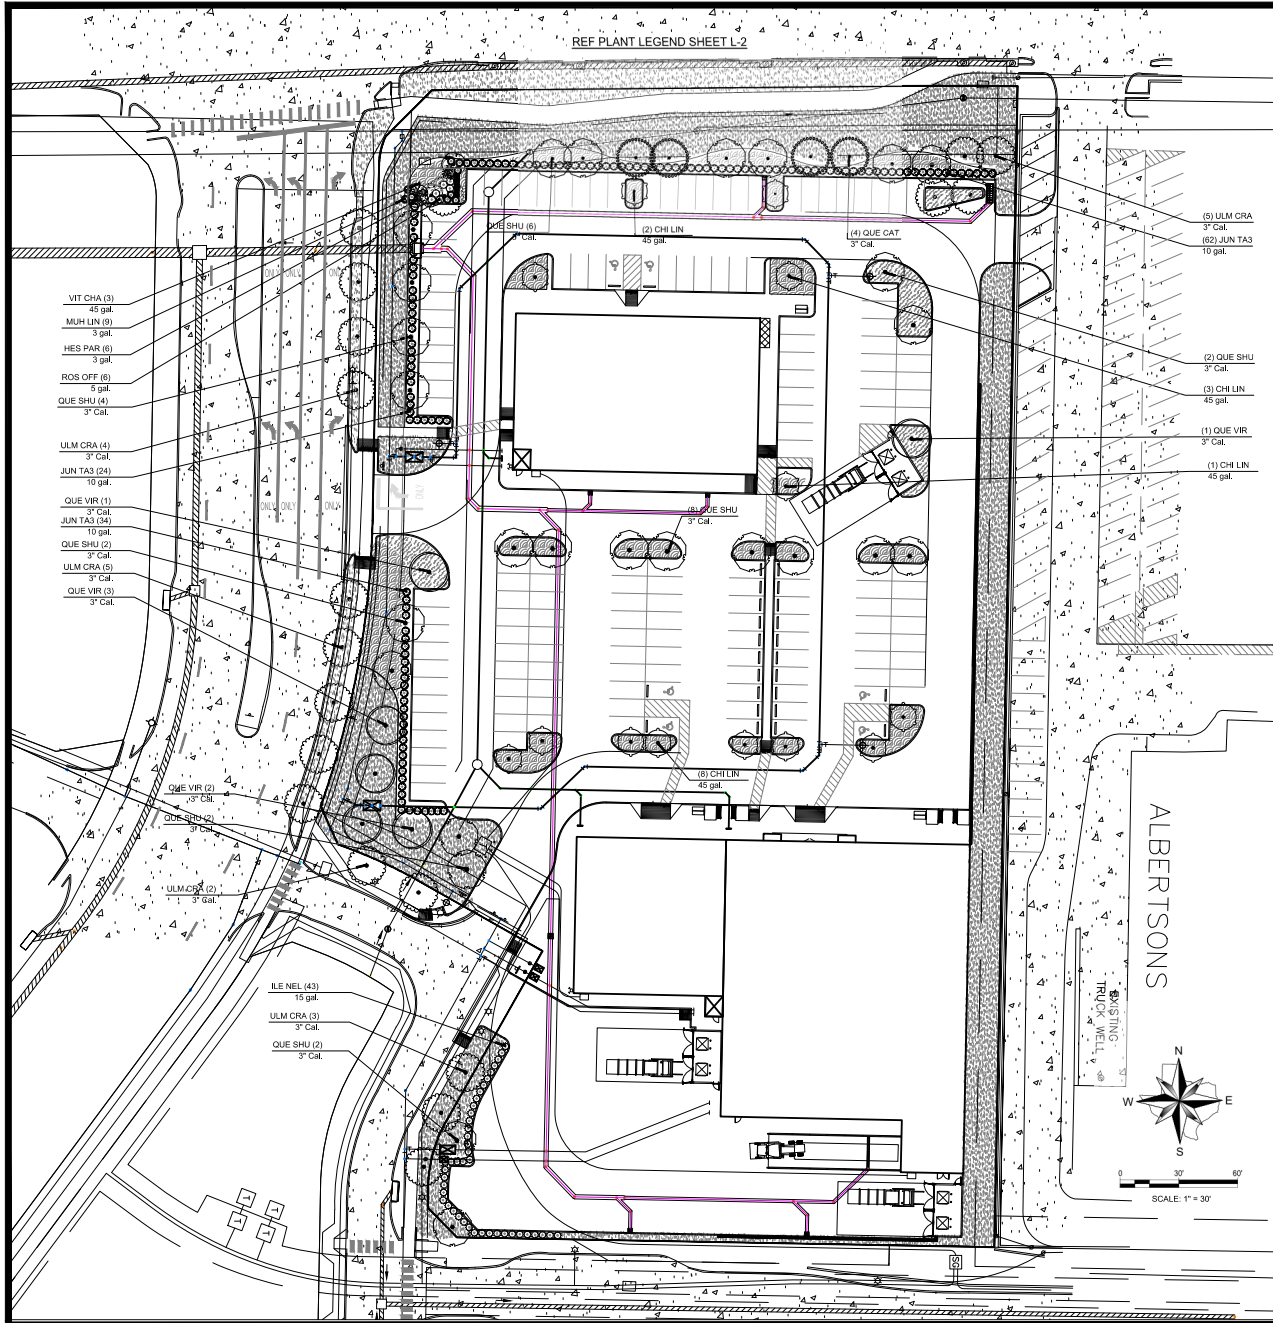 REF PLANT LEGEND SHEET L-2
QUE SHU (6)
3" Cal.
(2) CHI LIN
45 gal.
(4) QUE CAT
3" Cal.
(5) ULM CRA
3" Cal.
(62) JUN TA3
10 gal.
VIT CHA (3)
45 gal.
MUH LIN (9)
3 gal.
HES PAR (6)
3 gal.
ROS OFF (6)
5 gal.
QUE SHU (4)
3" Cal.
ULM CRA (4)
3" Cal.
JUN TA3 (24)
10 gal.
QUE VIR (1)
3" Cal.
JUN TA3 (34)
10 gal.
QUE SHU (2)
3" Cal.
ULM CRA (5)
3" Cal.
QUE VIR (3)
3" Cal.
(2) QUE SHU
3" Cal.
(3) CHI LIN
45 gal.
(1) QUE VIR
3" Cal.
(1) CHI LIN
45 gal.
ONLY
ONLY
ONLY
ONLY
ONLY
ONLY
ONLY
(8) QUE SHU
3" Cal.
(8) CHI LIN
45 gal.
QUE VIR (2)
3" Cal.
QUE SHU (2)
3" Cal.
ULM CRA (2)
3" Cal.
ILE NEL (43)
15 gal.
ULM CRA (3)
3" Cal.
QUE SHU (2)
3" Cal.
ALBERTSONS
EXISTING
TRUCK WELL
N
W
E
S
0 30' 60'
SCALE: 1" = 30'